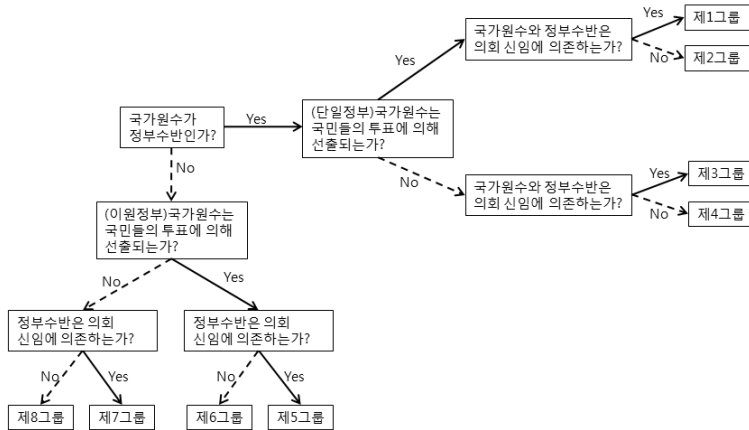 국가원수와 정부수반은
의회 신임에 의존하는가?
Yes
제1그룹
No
제2그룹
Yes
국가원수가
정부수반인가?
Yes
(단일정부)국가원수는
국민들의 투표에 의해
선출되는가?
No
국가원수와 정부수반은
의회 신임에 의존하는가?
Yes
제3그룹
No
제4그룹
No
(이원정부)국가원수는
국민들의 투표에 의해
선출되는가?
No
Yes
정부수반은 의회
신임에 의존하는가?
정부수반은 의회
신임에 의존하는가?
No
Yes
No
Yes
제8그룹
제7그룹
제6그룹
제5그룹